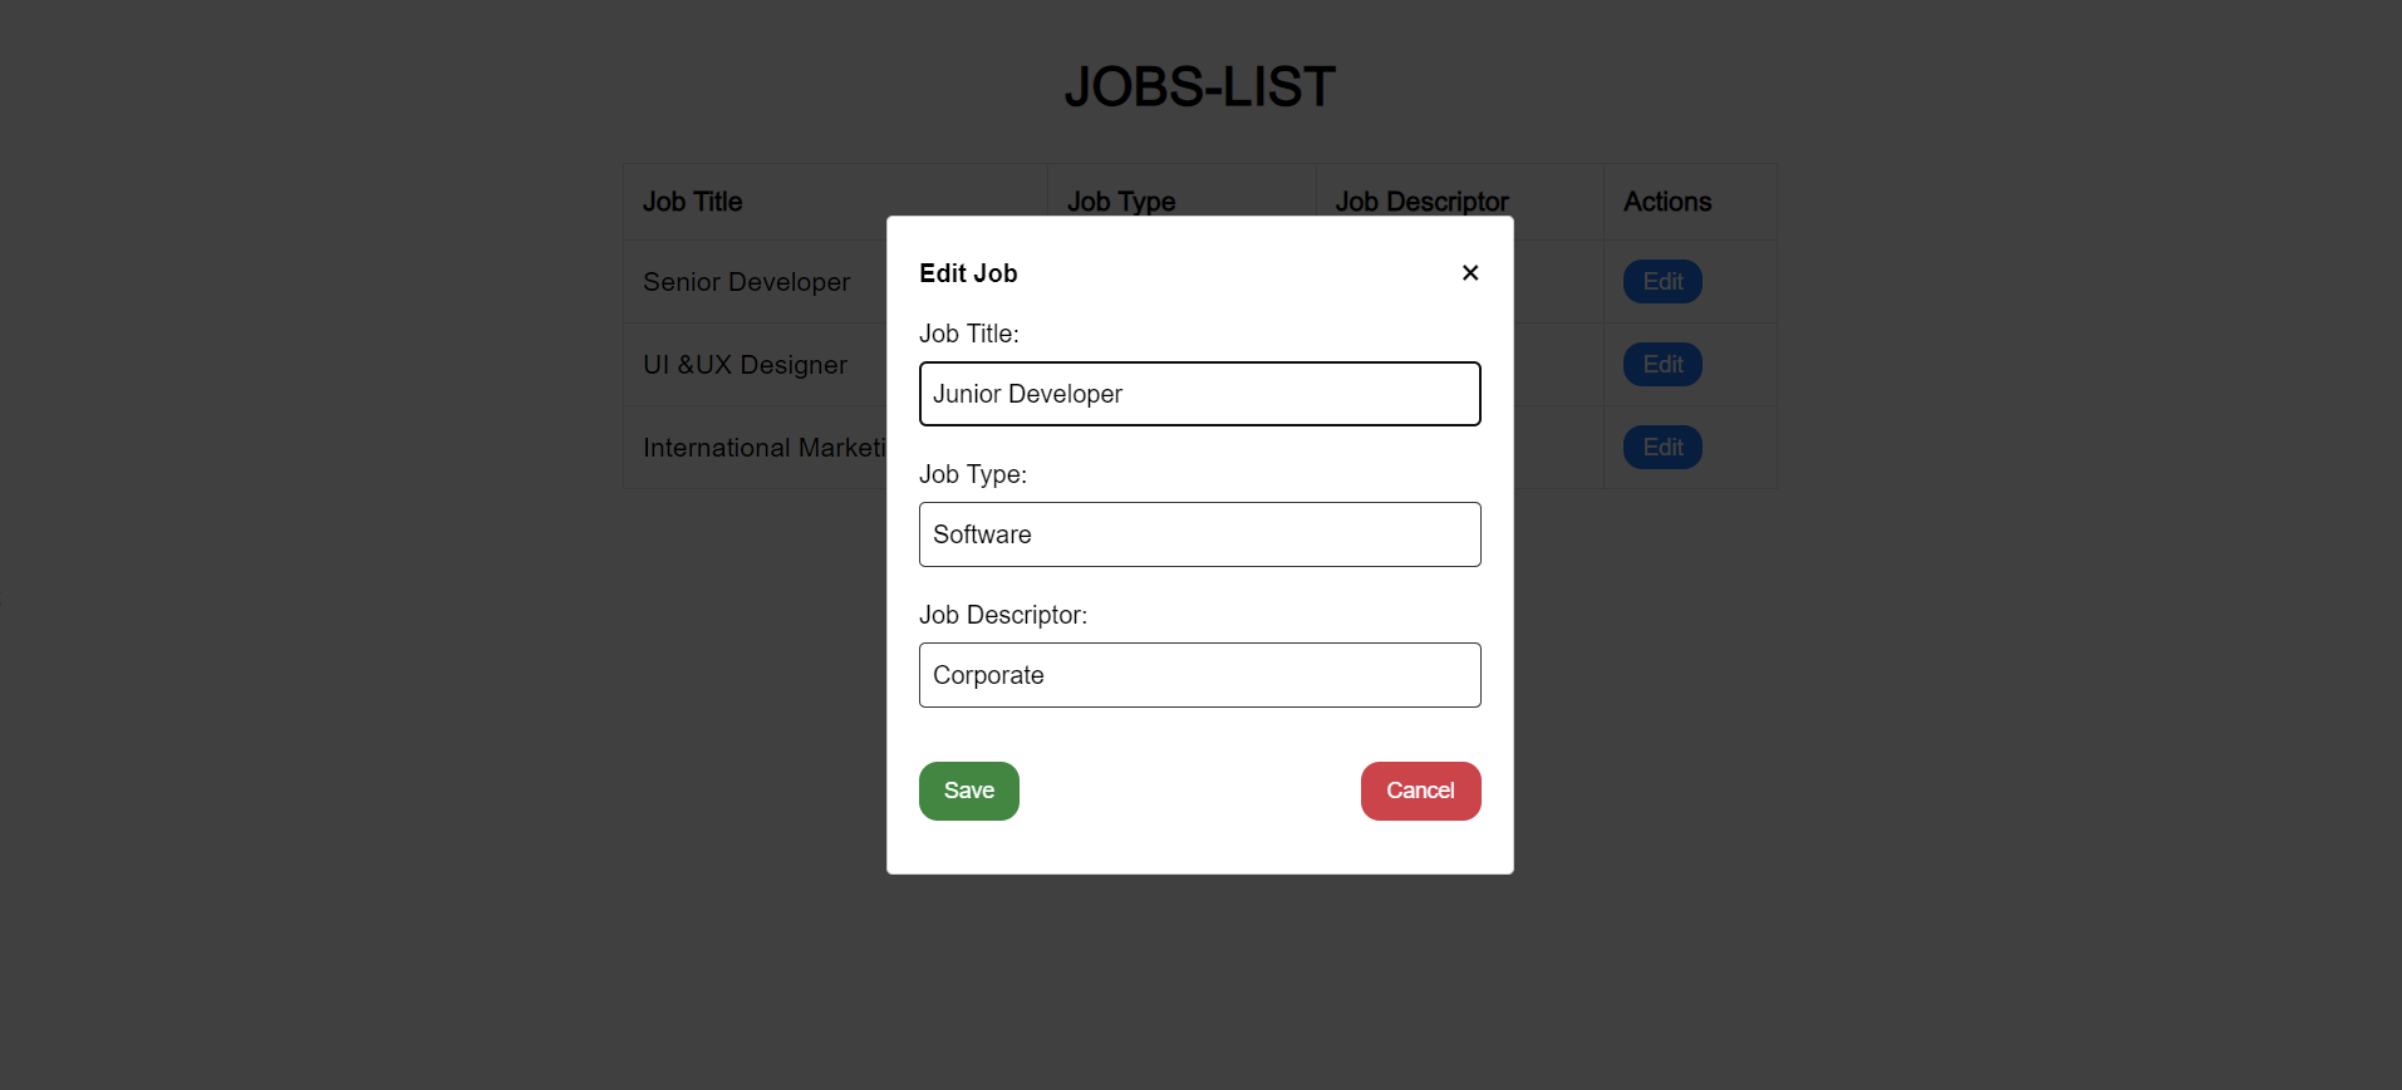 JOBS-LIST
Job Title Job Type Job Descriptor Actions
Senior Developer Edit
UI &UX Designer Edit
International Marketi Edit
Edit Job ×
Job Title:
Junior Developer
Job Type:
Software
Job Descriptor:
Corporate
Save Cancel